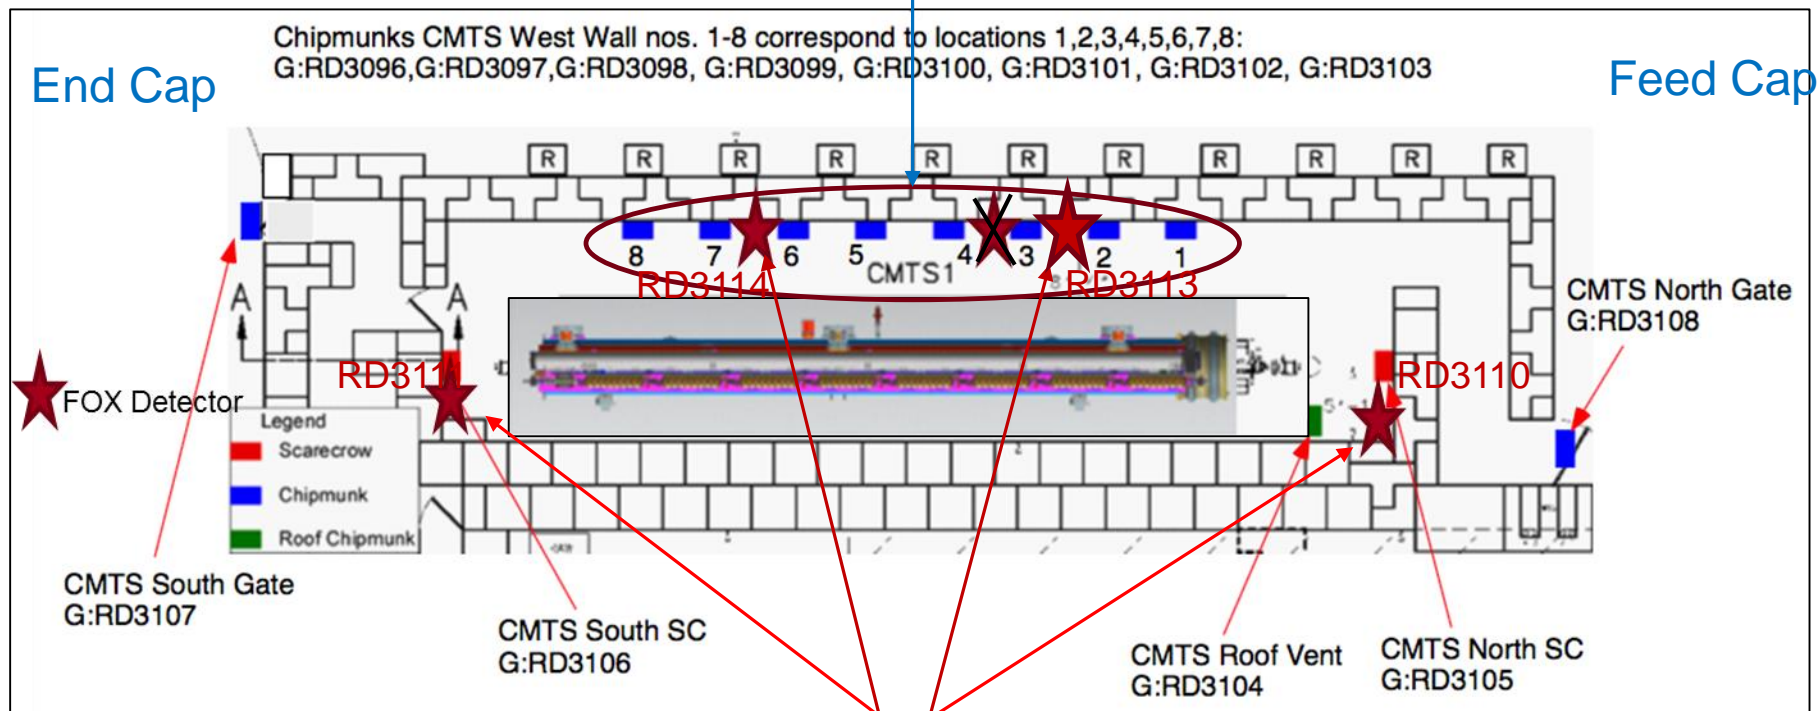 Chipmunks CMTS West Wall nos. 1-8 correspond to locations 1,2,3,4,5,6,7,8:
G:RD3096,G:RD3097,G:RD3098, G:RD3099, G:RD3100, G:RD3101, G:RD3102, G:RD3103
End Cap
Feed Cap
R R R R R R R R R R R
8 7 6 5 4 3 2 1
CMTS1
RD3114
RD3113
A A
CMTS North Gate
G:RD3108
RD3110
FOX Detector
Legend
Scarecrow
Chipmunk
Roof Chipmunk
CMTS South Gate
G:RD3107
CMTS South SC
G:RD3106
CMTS Roof Vent
G:RD3104
CMTS North SC
G:RD3105